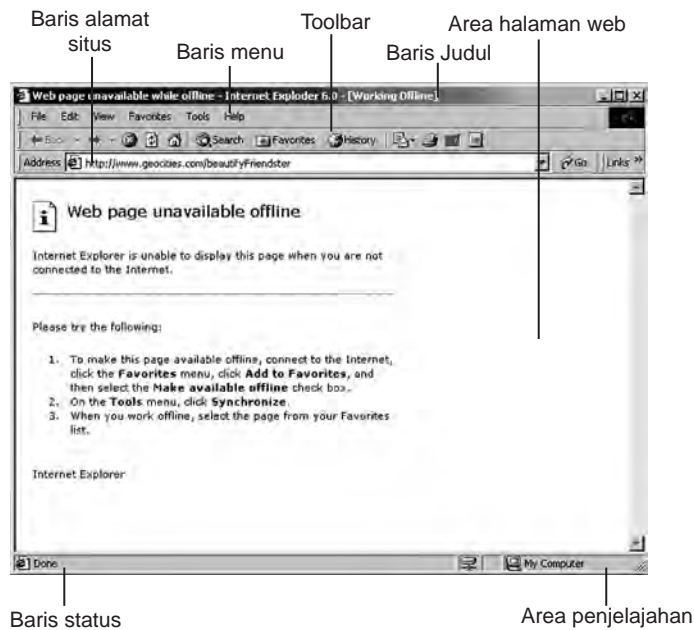 Baris alamat
situs
Baris menu
Toolbar
Baris Judul
Area halaman web
Web page unavailable while offline - Internet Exploder 6.0 - [Working Offline]
File Edit View Favorites Tools Help
Back Search Favorites History
Address http://www.geocities.com/beautifyFriendster Go Links »
Web page unavailable offline
Internet Explorer is unable to display this page when you are not
connected to the Internet.
Please try the following:
1. To make this page available offline, connect to the Internet,
click the Favorites menu, click Add to Favorites, and
then select the Make available offline check box.
2. On the Tools menu, click Synchronize.
3. When you work offline, select the page from your Favorites
list.
Internet Explorer
Done My Computer
Baris status
Area penjelajahan